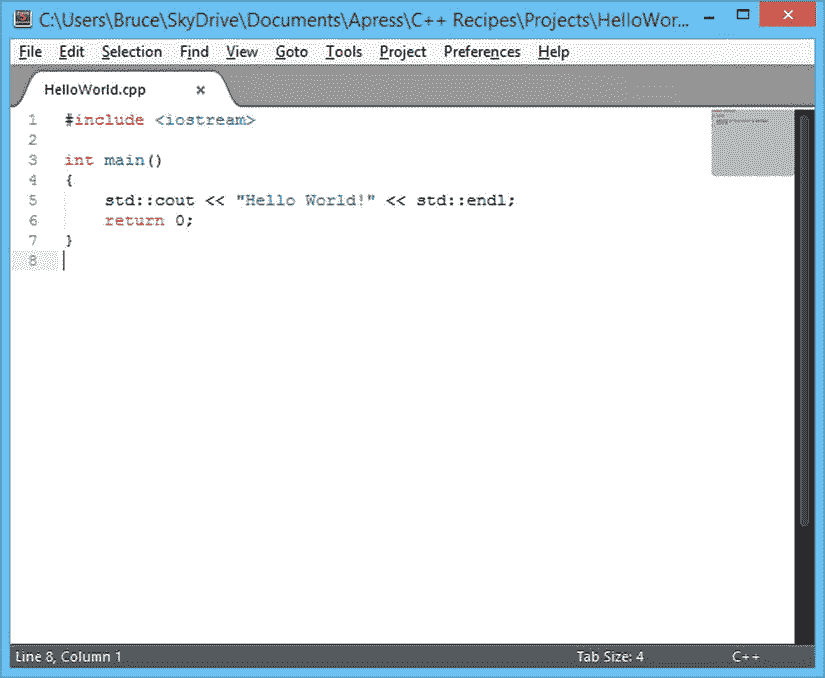 C:\Users\Bruce\SkyDrive\Documents\Apress\C++ Recipes\Projects\HelloWor...
File Edit Selection Find View Goto Tools Project Preferences Help
HelloWorld.cpp ×
1 #include <iostream>
2
3 int main()
4 {
5     std::cout << "Hello World!" << std::endl;
6     return 0;
7 }
8
Line 8, Column 1 Tab Size: 4 C++